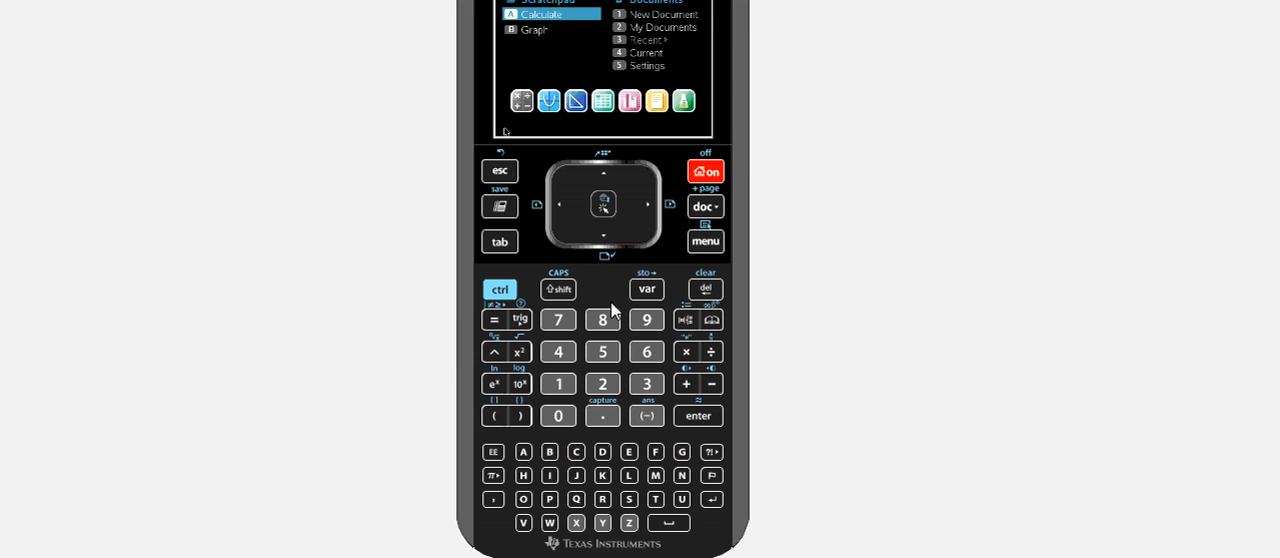 Scratchpad Documents
A Calculate 1 New Document
B Graph 2 My Documents
3 Recent
4 Current
5 Settings
off
esc on
save + page
doc
tab menu
CAPS sto→ clear
ctrl ⇧shift var del
= trig 7 8 9
√
^ x² 4 5 6 × ÷
ln log
eˣ 10ˣ 1 2 3 + −
[ ] { } capture ans ≈
( ) 0 . (−) enter
EE A B C D E F G ?!▸
π▸ H I J K L M N
, O P Q R S T U ↵
V W X Y Z
TEXAS INSTRUMENTS